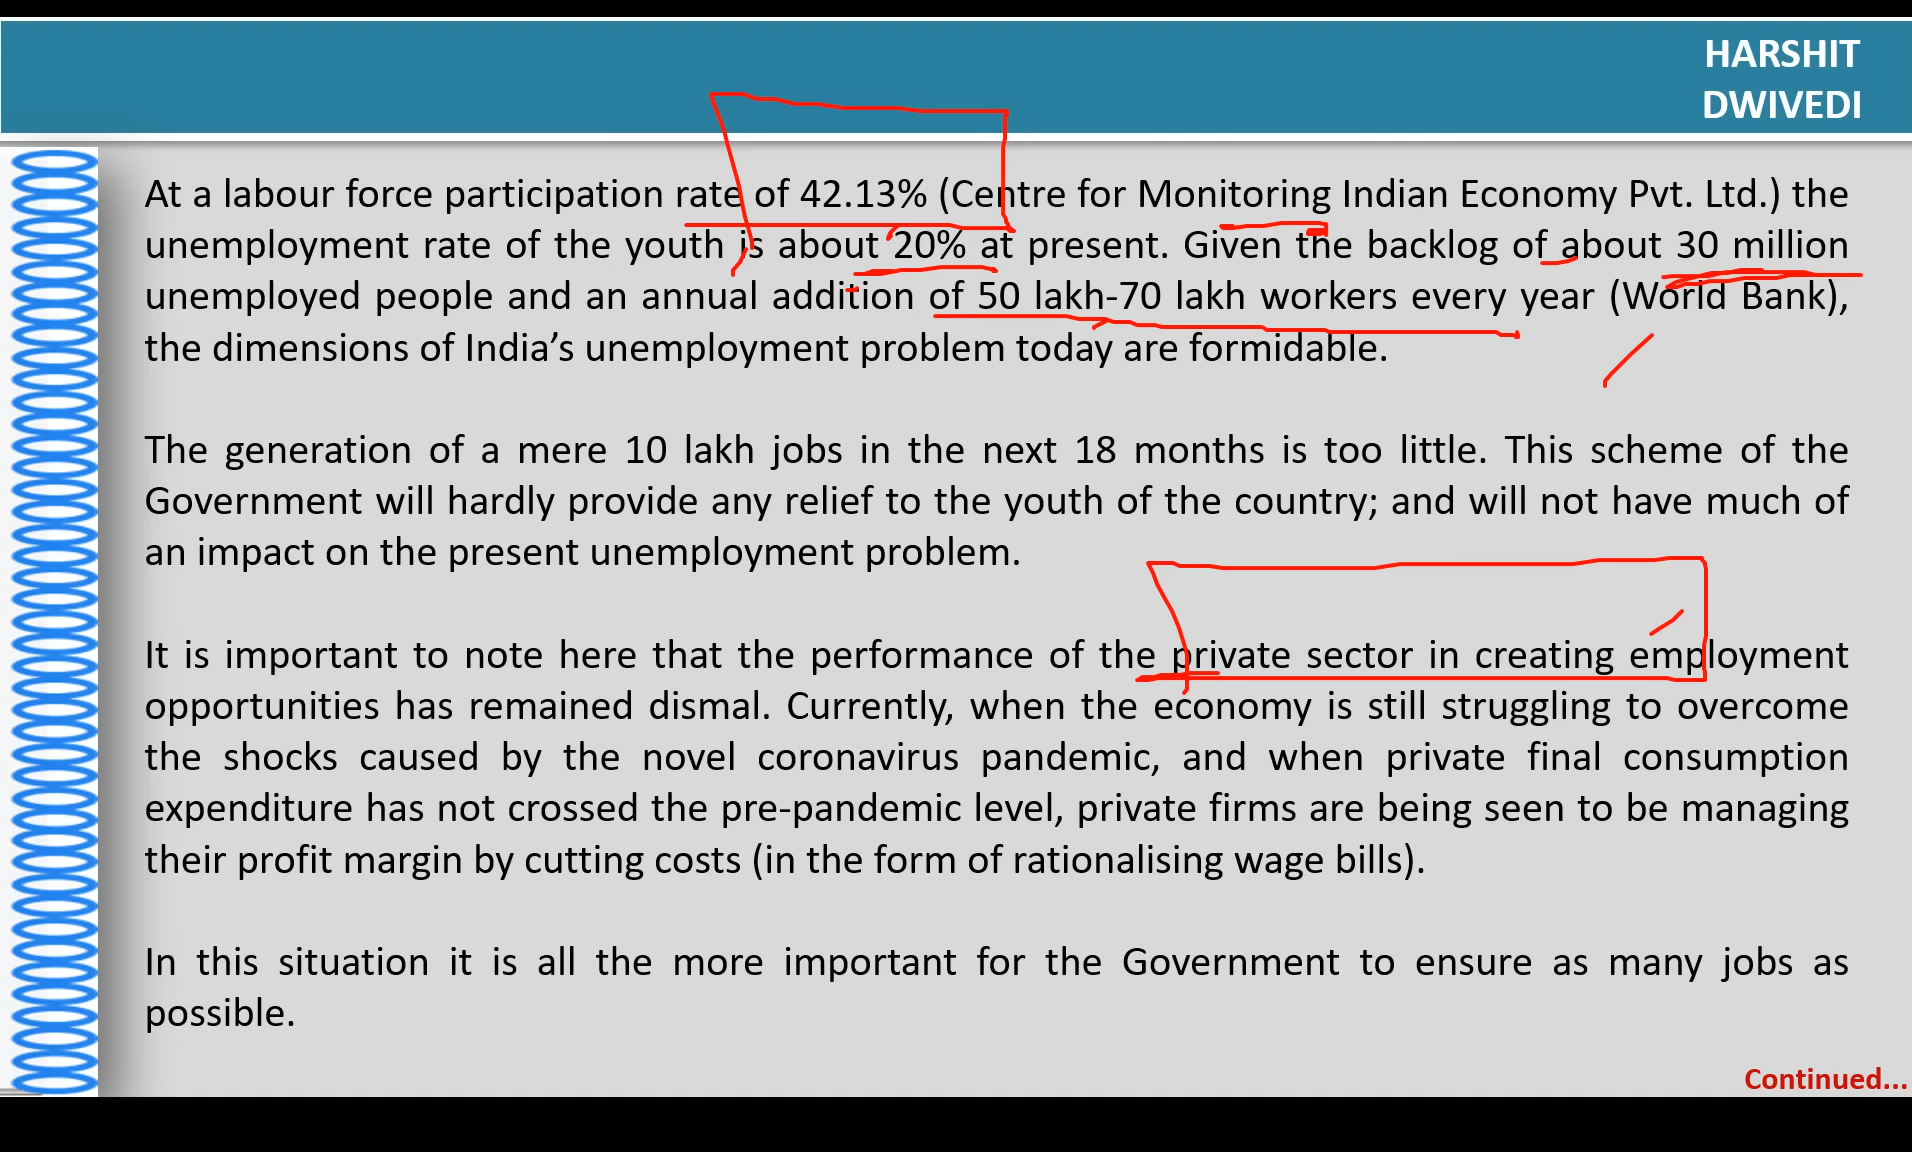 HARSHIT
DWIVEDI
At a labour force participation rate of 42.13% (Centre for Monitoring Indian Economy Pvt. Ltd.) the
unemployment rate of the youth is about 20% at present. Given the backlog of about 30 million
unemployed people and an annual addition of 50 lakh-70 lakh workers every year (World Bank),
the dimensions of India’s unemployment problem today are formidable.
The generation of a mere 10 lakh jobs in the next 18 months is too little. This scheme of the
Government will hardly provide any relief to the youth of the country; and will not have much of
an impact on the present unemployment problem.
It is important to note here that the performance of the private sector in creating employment
opportunities has remained dismal. Currently, when the economy is still struggling to overcome
the shocks caused by the novel coronavirus pandemic, and when private final consumption
expenditure has not crossed the pre-pandemic level, private firms are being seen to be managing
their profit margin by cutting costs (in the form of rationalising wage bills).
In this situation it is all the more important for the Government to ensure as many jobs as
possible.
Continued...